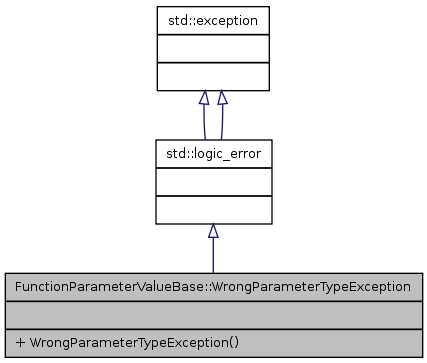 std::exception
std::logic_error
FunctionParameterValueBase::WrongParameterTypeException
+ WrongParameterTypeException()